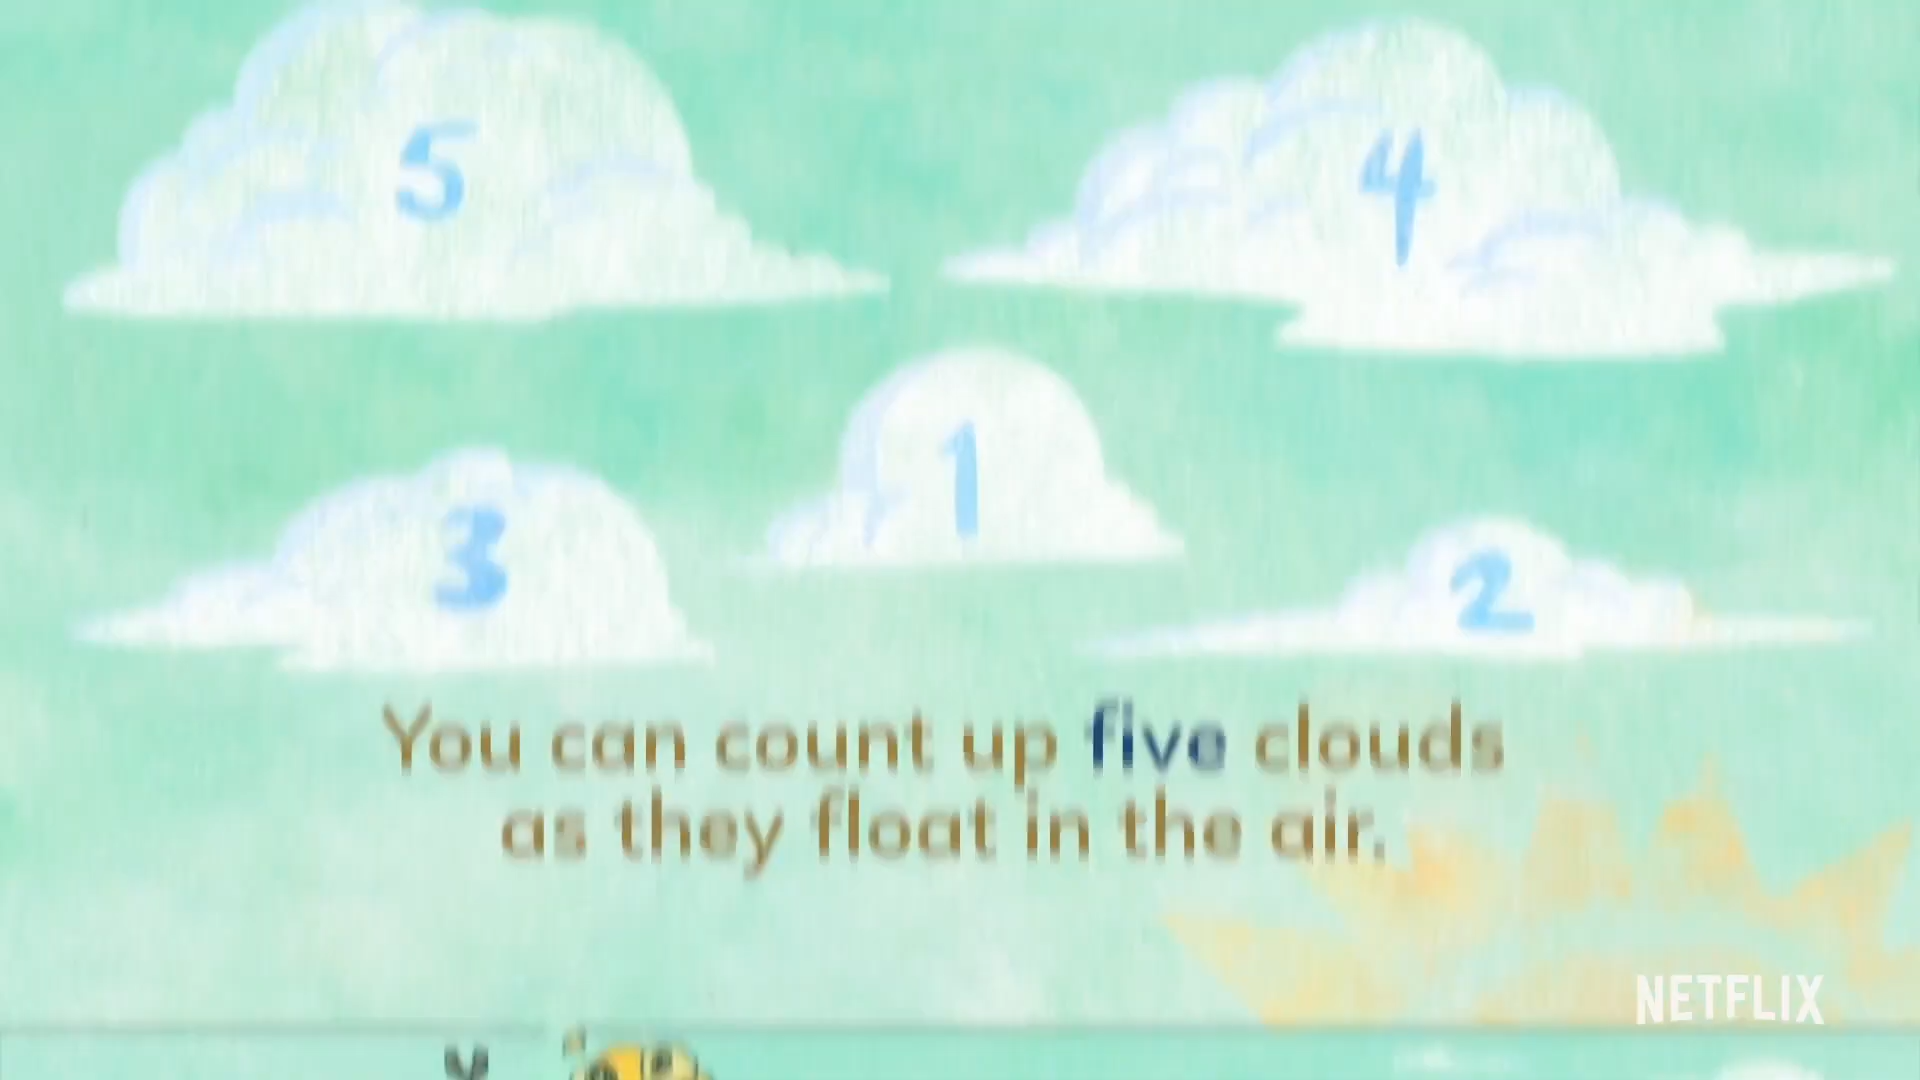 5
4
1
3
2
You can count up five clouds
as they float in the air.
NETFLIX